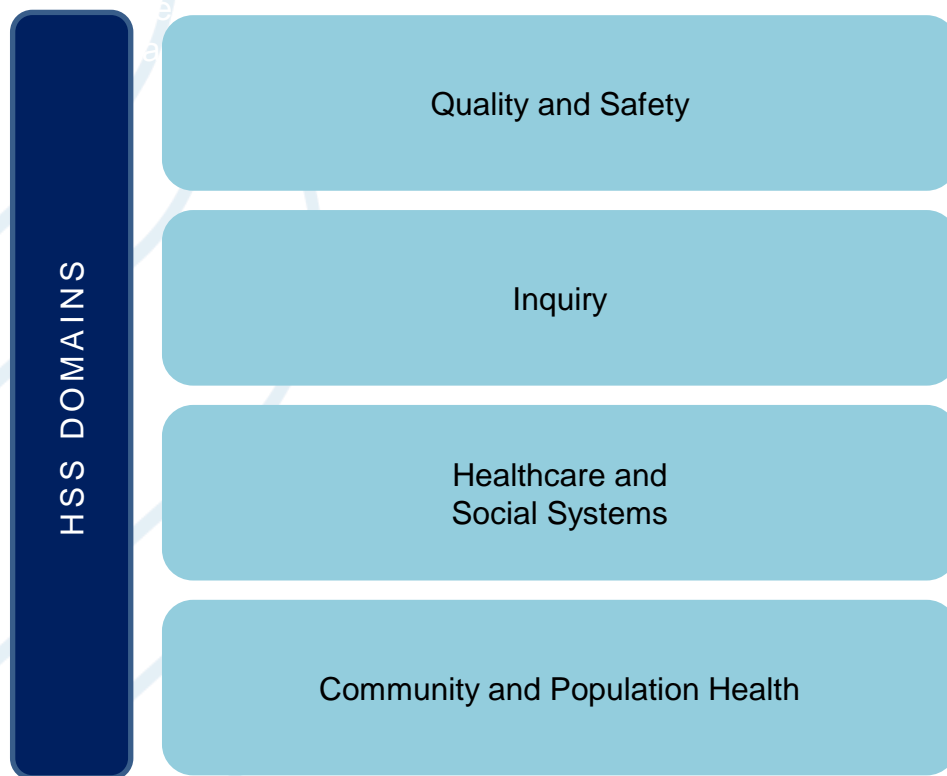 HSS DOMAINS
Quality and Safety
Inquiry
Healthcare and
Social Systems
Community and Population Health